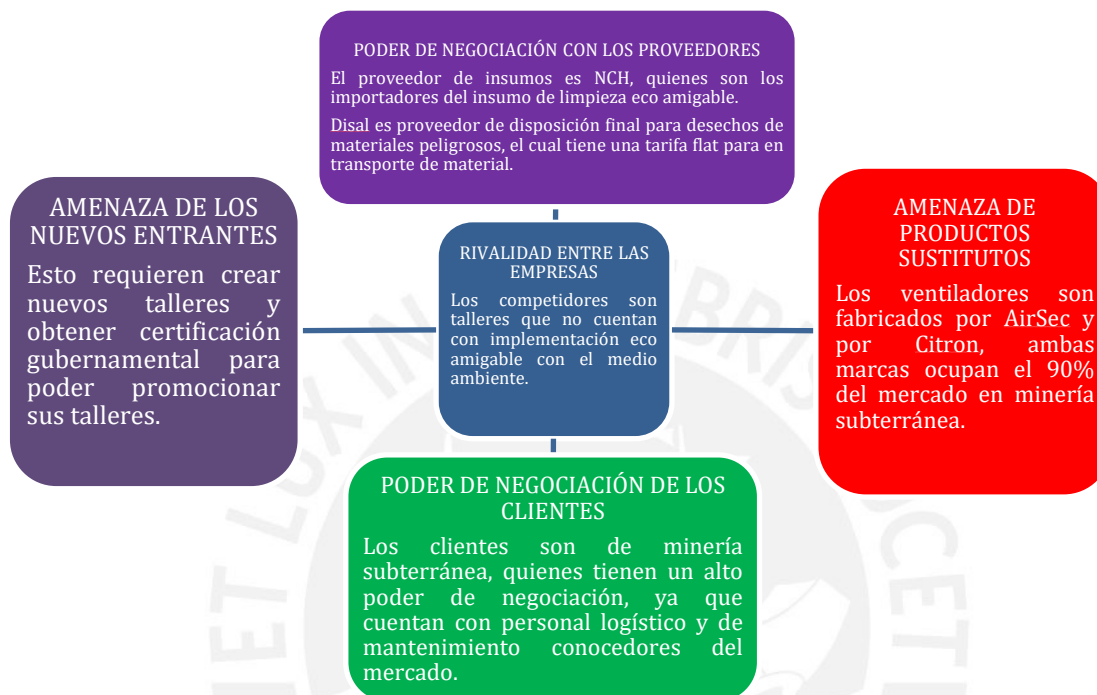 PODER DE NEGOCIACIÓN CON LOS PROVEEDORES
El proveedor de insumos es NCH, quienes son los
importadores del insumo de limpieza eco amigable.
Disal es proveedor de disposición final para desechos de
materiales peligrosos, el cual tiene una tarifa flat para en
transporte de material.
AMENAZA DE LOS
NUEVOS ENTRANTES
Esto requieren crear
nuevos talleres y
obtener certificación
gubernamental para
poder promocionar
sus talleres.
RIVALIDAD ENTRE LAS
EMPRESAS
Los competidores son
talleres que no cuentan
con implementación eco
amigable con el medio
ambiente.
AMENAZA DE
PRODUCTOS
SUSTITUTOS
Los ventiladores son
fabricados por AirSec y
por Citron, ambas
marcas ocupan el 90%
del mercado en minería
subterránea.
PODER DE NEGOCIACIÓN DE LOS
CLIENTES
Los clientes son de minería
subterránea, quienes tienen un alto
poder de negociación, ya que
cuentan con personal logístico y de
mantenimiento conocedores del
mercado.